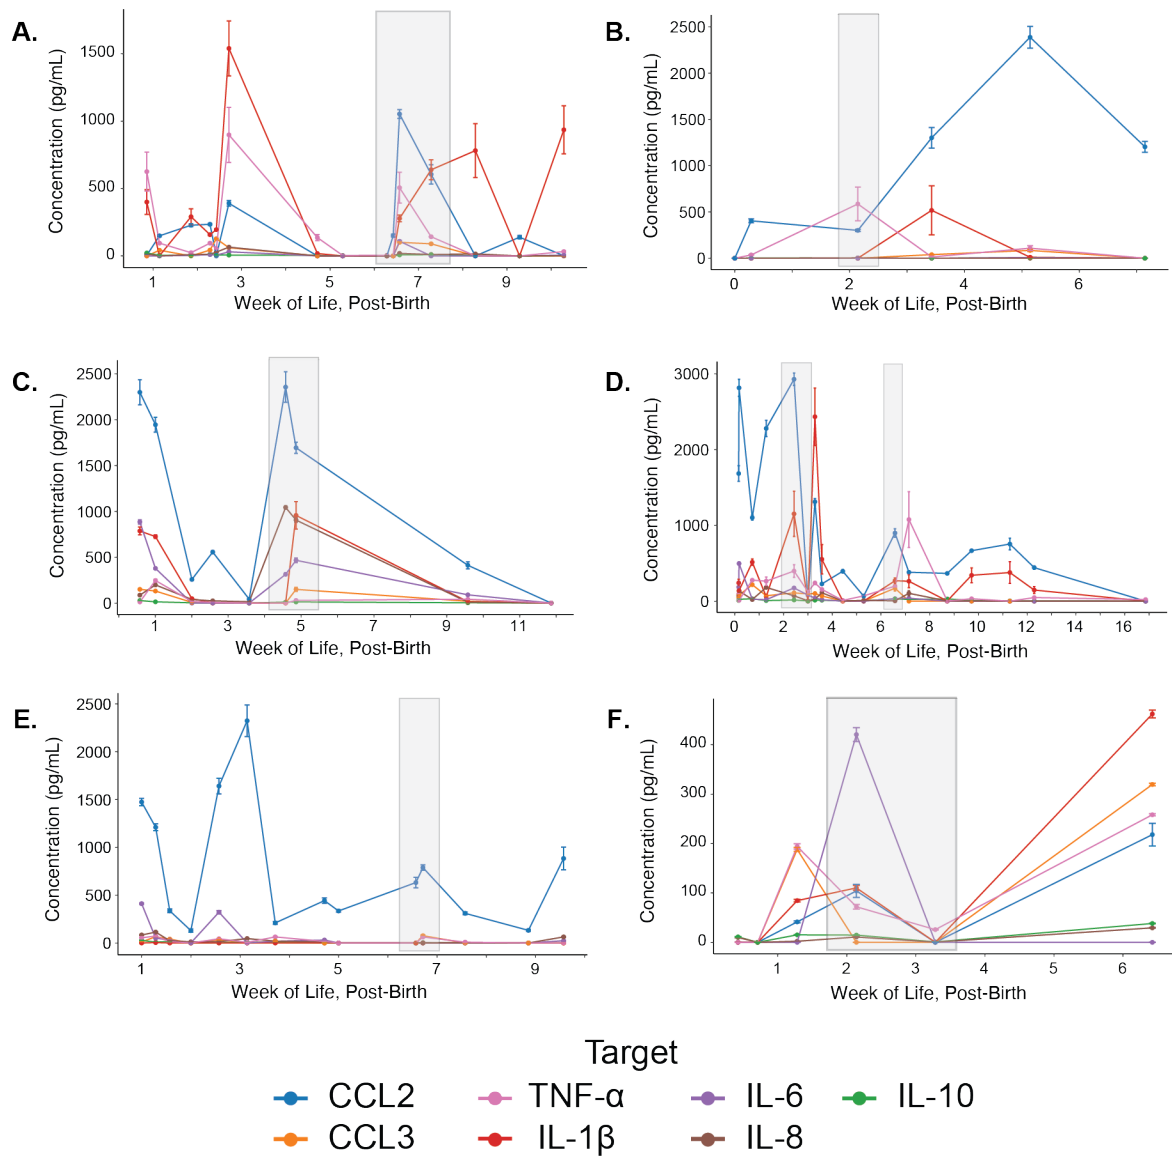 A.
Concentration (pg/mL)
1500
1000
500
0
1 3 5 7 9
Week of Life, Post-Birth
B.
Concentration (pg/mL)
2500
2000
1500
1000
500
0
0 2 4 6
Week of Life, Post-Birth
C.
Concentration (pg/mL)
2500
2000
1500
1000
500
0
1 3 5 7 9 11
Week of Life, Post-Birth
D.
Concentration (pg/mL)
3000
2000
1000
0
0 2 4 6 8 10 12 14 16
Week of Life, Post-Birth
E.
Concentration (pg/mL)
2500
2000
1500
1000
500
0
1 3 5 7 9
Week of Life, Post-Birth
F.
Concentration (pg/mL)
400
300
200
100
0
1 2 3 4 5 6
Week of Life, Post-Birth
Target
CCL2 TNF-α IL-6 IL-10
CCL3 IL-1β IL-8